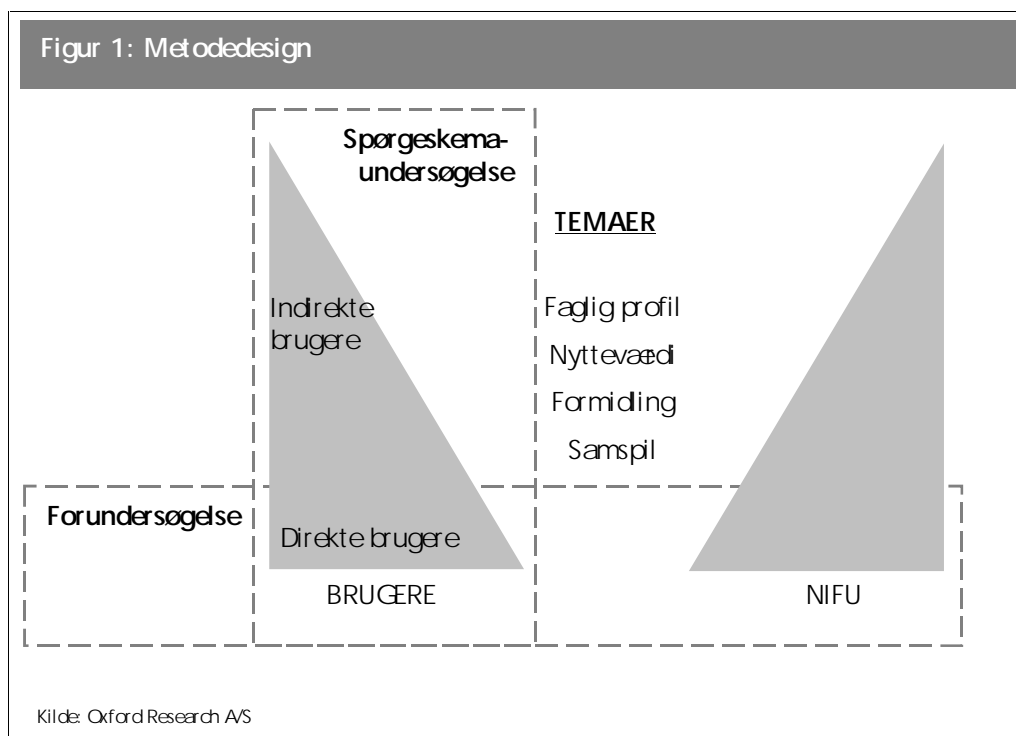 Figur 1: Metodedesign
Spørgeskema-
undersøgelse
TEMAER
Indirekte
brugere
Faglig profil
Nytteværdi
Formidling
Samspil
Forundersøgelse
Direkte brugere
BRUGERE
NIFU
Kilde: Oxford Research A/S